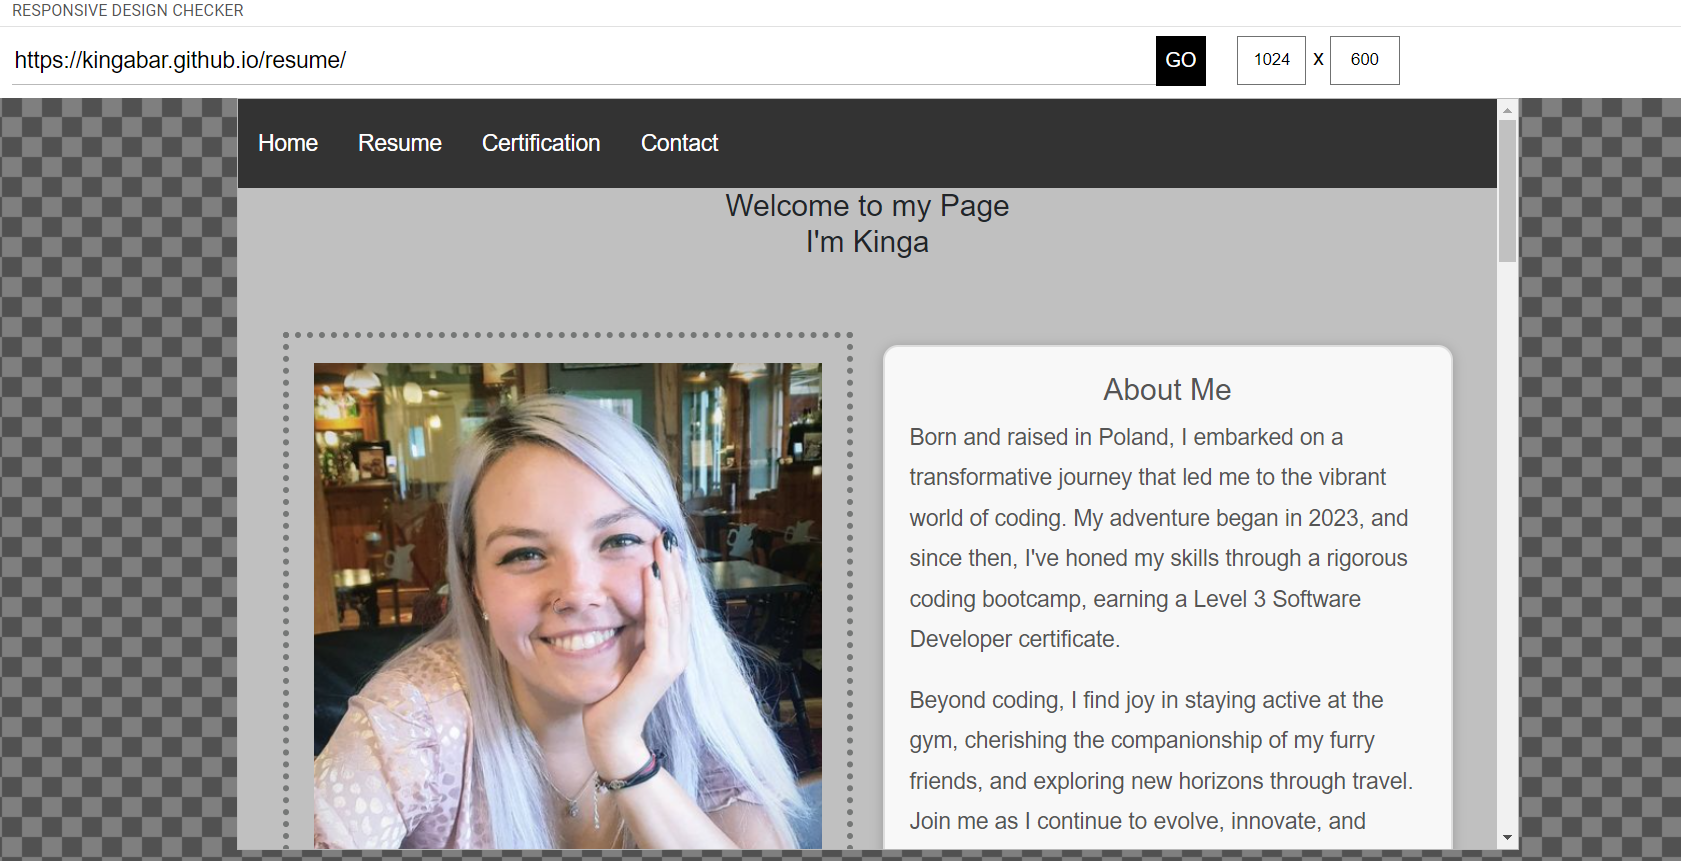 RESPONSIVE DESIGN CHECKER
https://kingabar.github.io/resume/
GO
1024 x 600
Home Resume Certification Contact
Welcome to my Page
I'm Kinga
About Me
Born and raised in Poland, I embarked on a
transformative journey that led me to the vibrant
world of coding. My adventure began in 2023, and
since then, I've honed my skills through a rigorous
coding bootcamp, earning a Level 3 Software
Developer certificate.
Beyond coding, I find joy in staying active at the
gym, cherishing the companionship of my furry
friends, and exploring new horizons through travel.
Join me as I continue to evolve, innovate, and